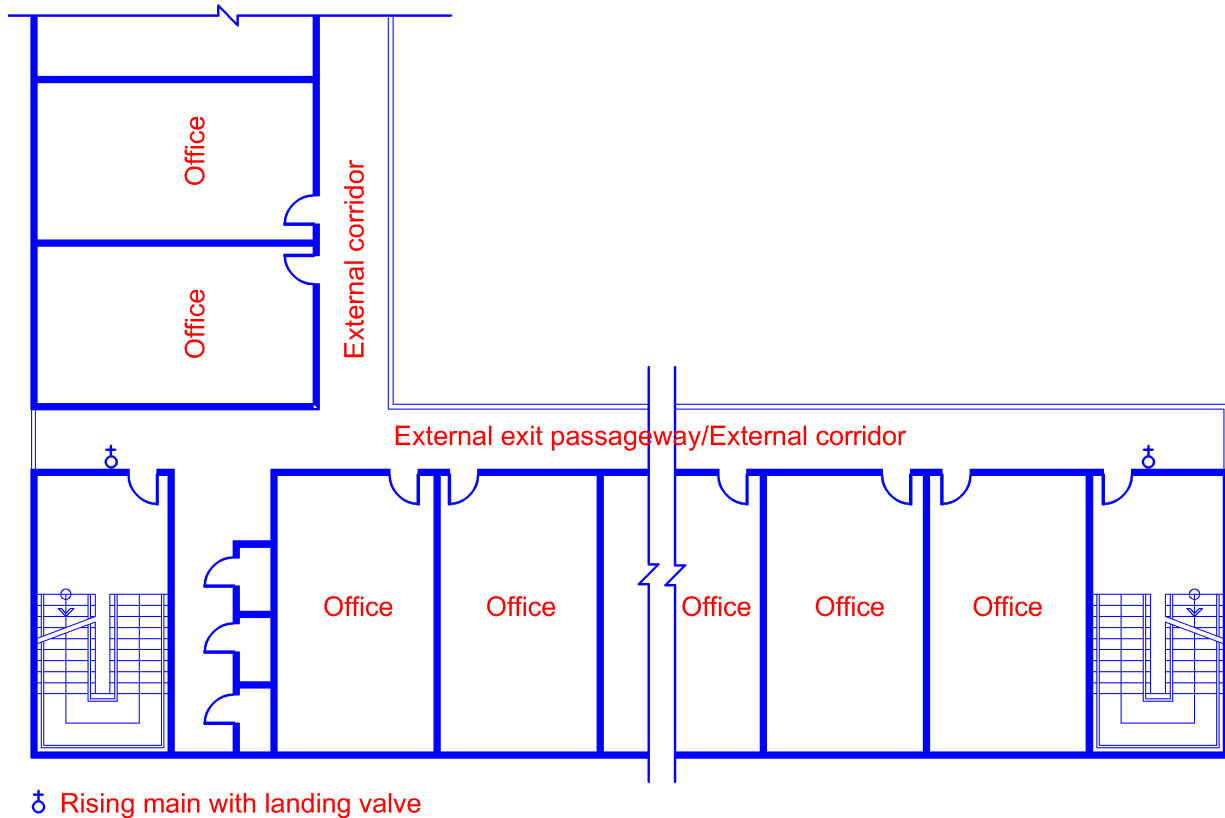 Office
External corridor
Office
External exit passageway/External corridor
Office
Office
Office
Office
Office
Rising main with landing valve